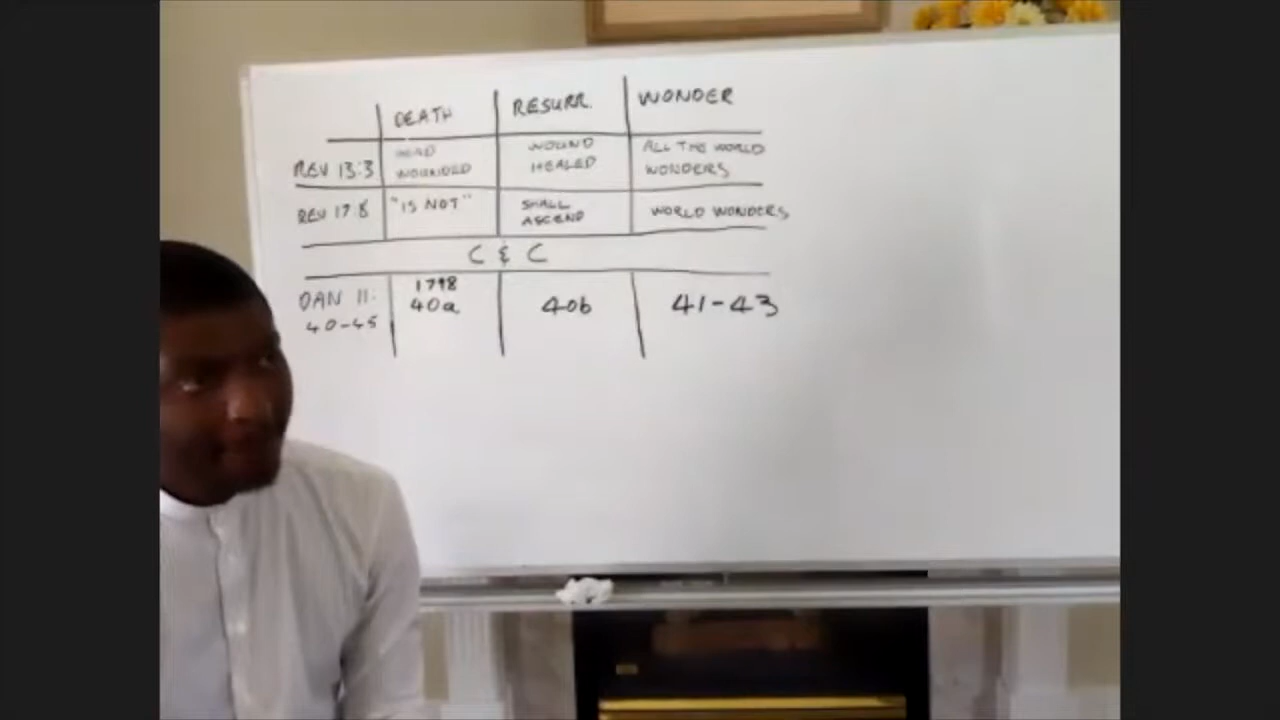 DEATH RESURR. WONDER
REV 13:3 HEAD WOUNDED WOUND HEALED ALL THE WORLD WONDERS
REV 17:8 "IS NOT" SHALL ASCEND WORLD WONDERS
C & C
DAN 11: 40-45 1798 40a 40b 41-43